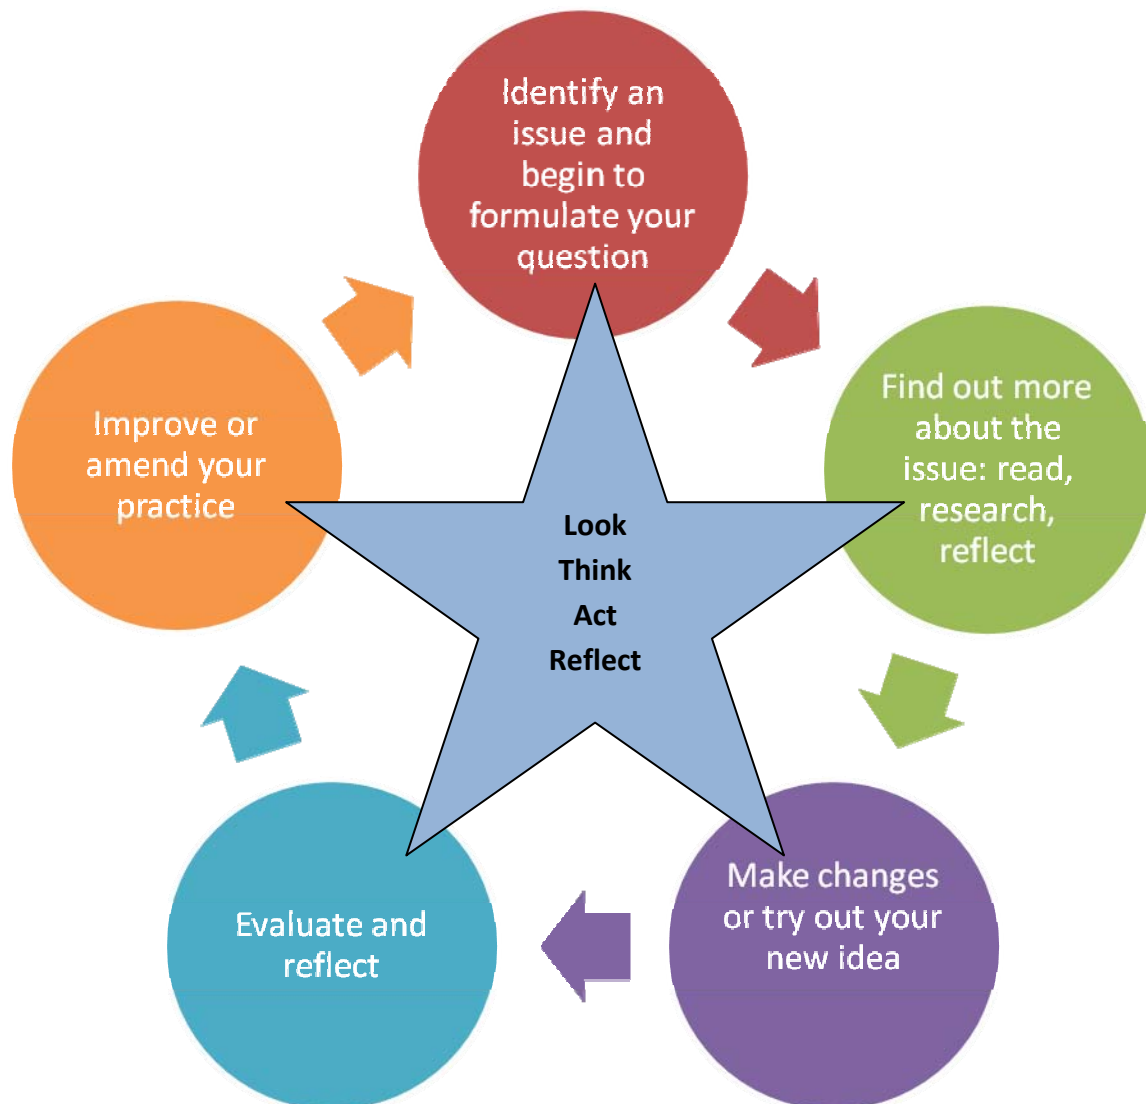 Identify an
issue and
begin to
formulate your
question
Find out more
about the
issue: read,
research,
reflect
Make changes
or try out your
new idea
Evaluate and
reflect
Improve or
amend your
practice
Look
Think
Act
Reflect